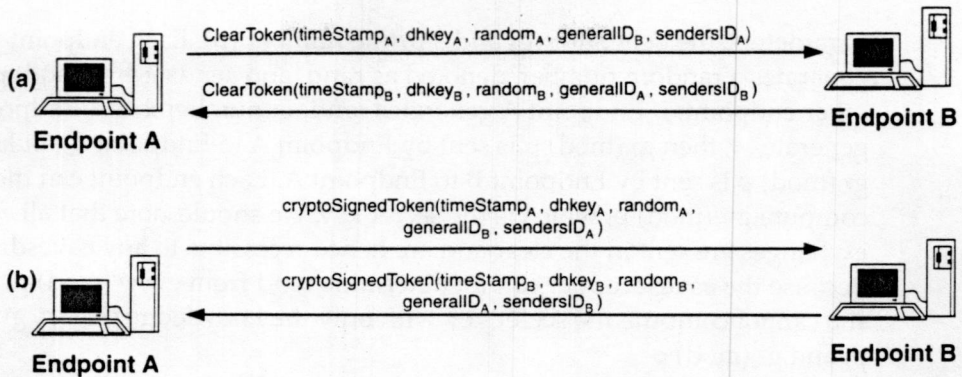 ClearToken(timeStampA, dhkeyA, randomA, generalIDB, sendersIDA)
(a)
ClearToken(timeStampB, dhkeyB, randomB, generalIDA, sendersIDB)
Endpoint A
Endpoint B
cryptoSignedToken(timeStampA, dhkeyA, randomA,
generalIDB, sendersIDA)
(b)
cryptoSignedToken(timeStampB, dhkeyB, randomB,
generalIDA, sendersIDB)
Endpoint A
Endpoint B